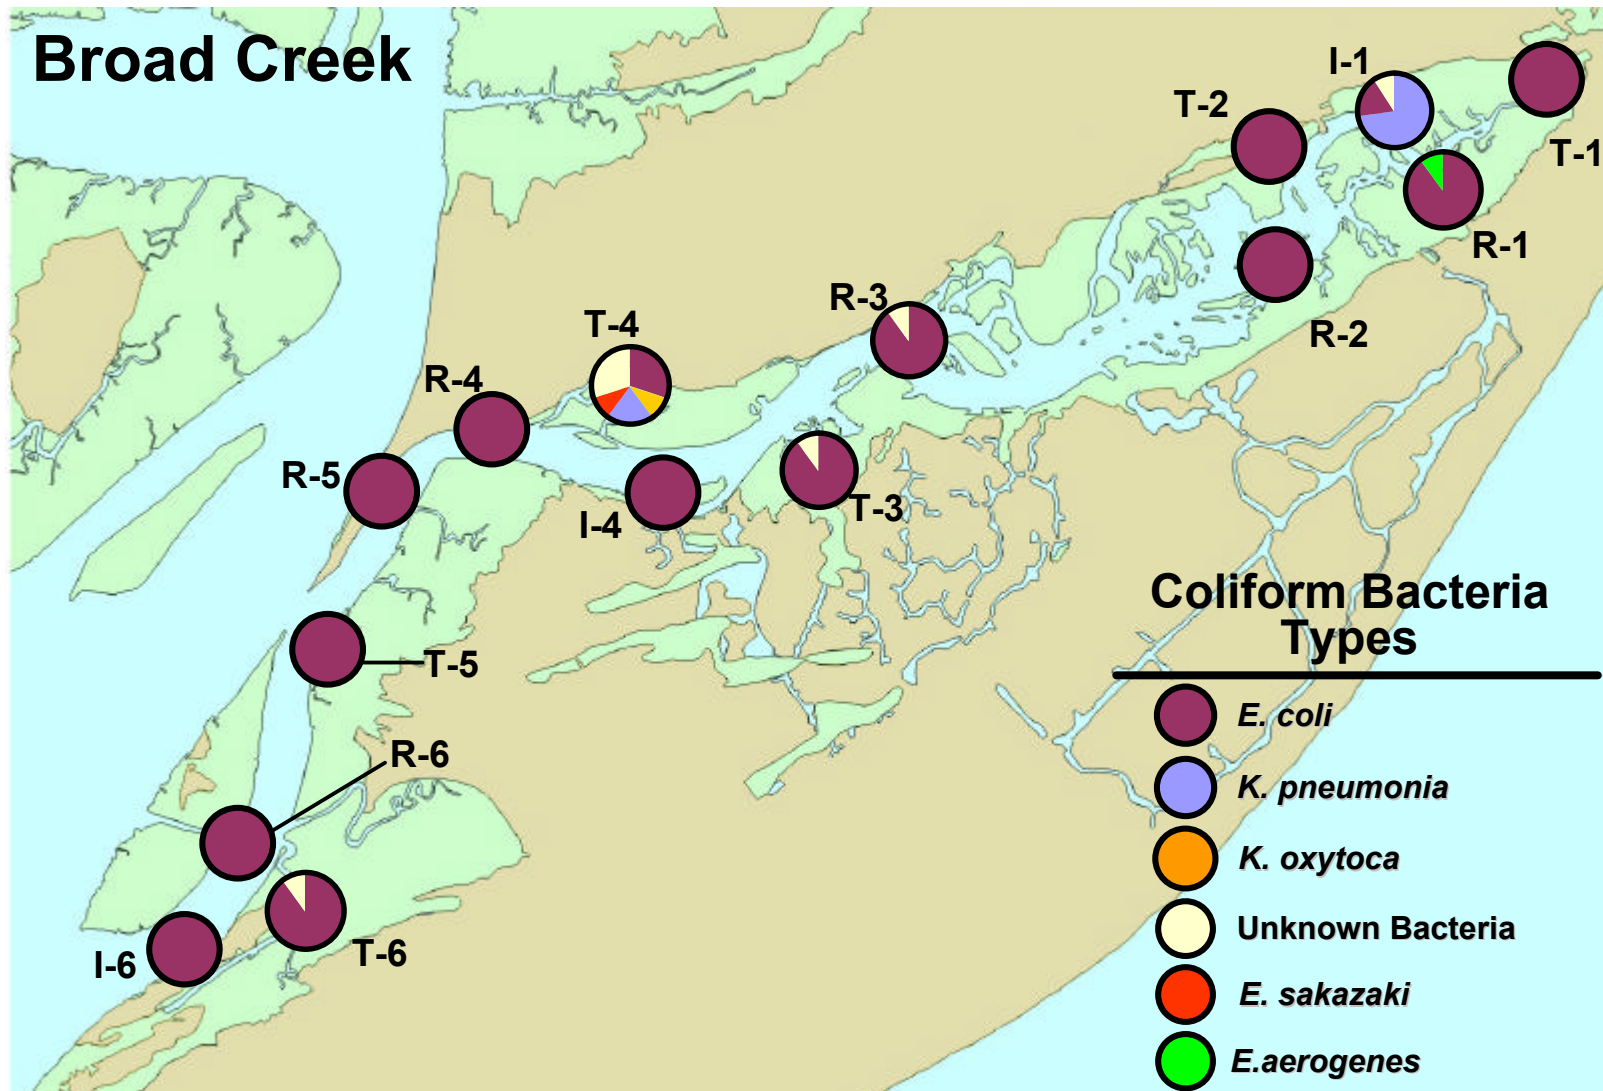 Broad Creek
I-1
T-2
T-1
R-1
R-3
T-4
R-2
R-4
R-5
I-4
T-3
T-5
R-6
I-6
T-6
Coliform Bacteria
Types
E. coli
K. pneumonia
K. oxytoca
Unknown Bacteria
E. sakazaki
E.aerogenes